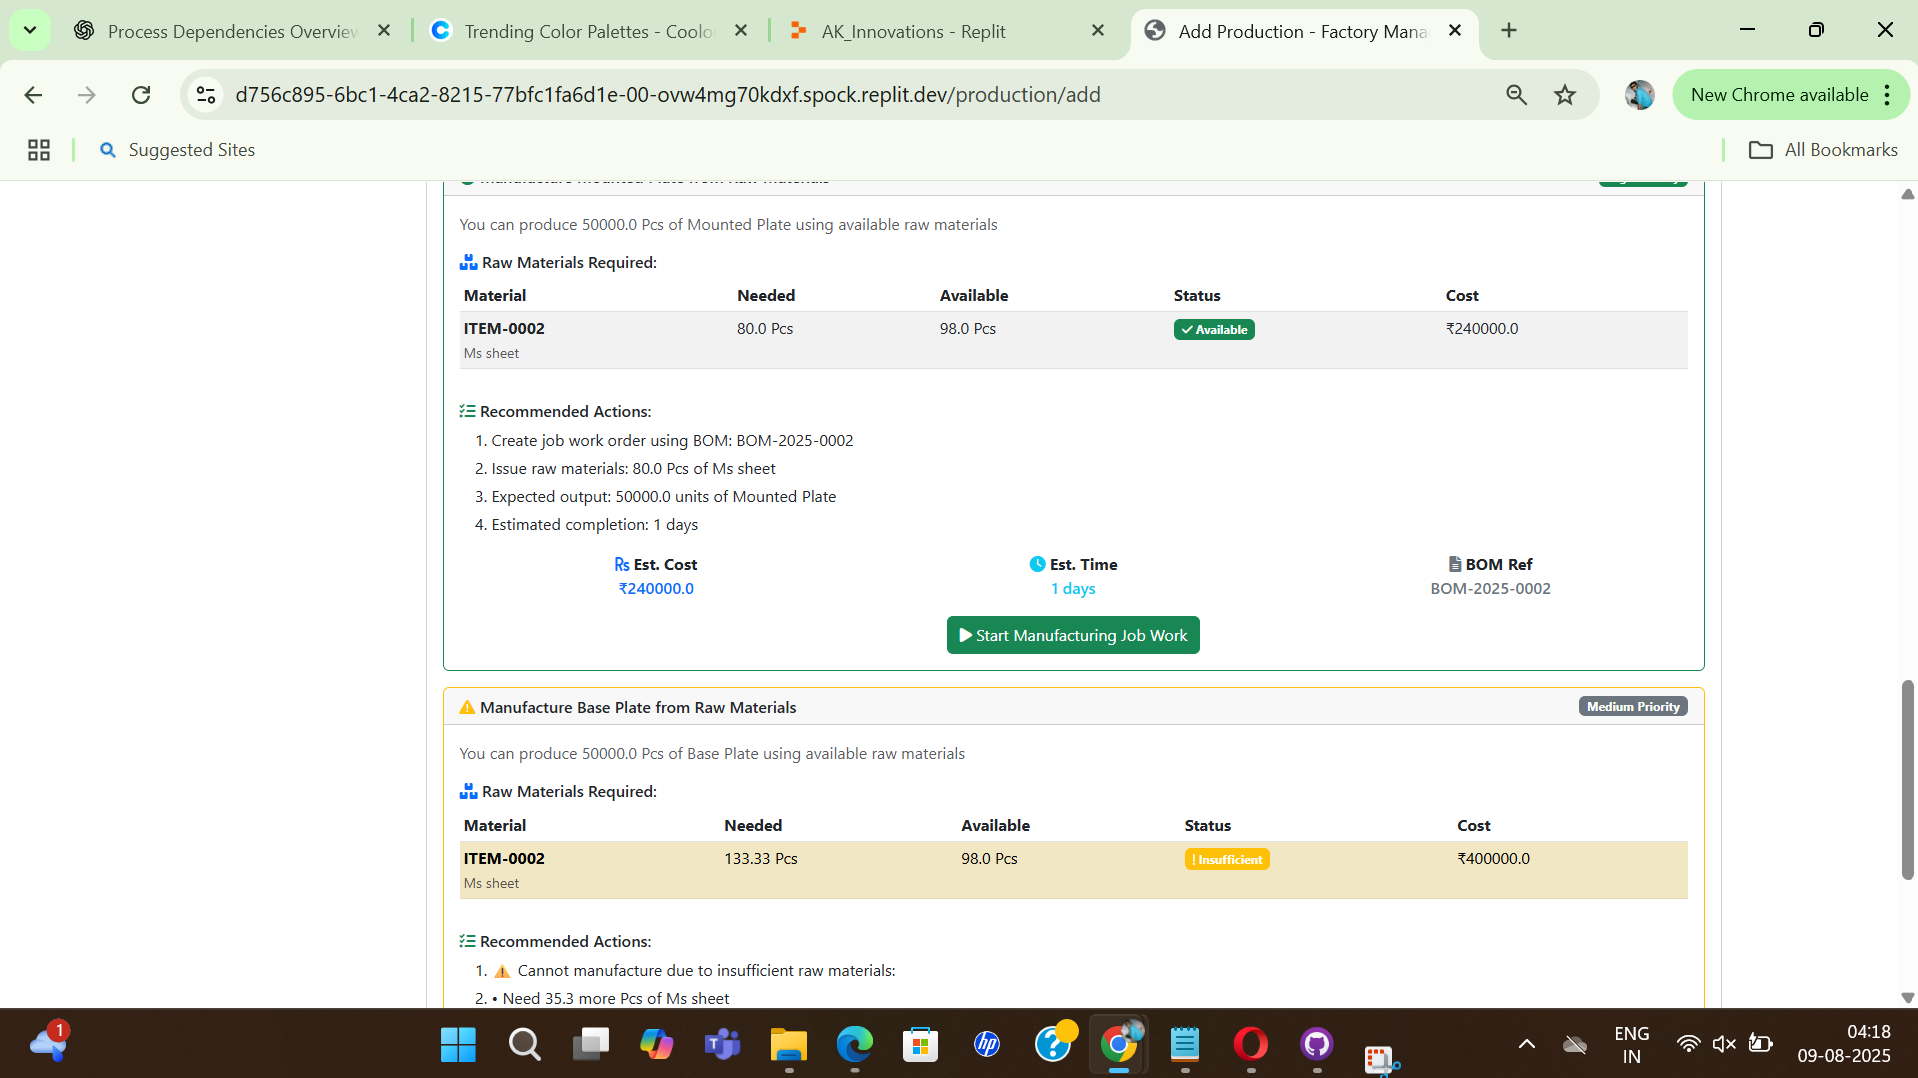 Process Dependencies Overview
Trending Color Palettes - Coolo
AK_Innovations - Replit
Add Production - Factory Mana
d756c895-6bc1-4ca2-8215-77bfc1fa6d1e-00-ovw4mg70kdxf.spock.replit.dev/production/add
New Chrome available
Suggested Sites
All Bookmarks
You can produce 50000.0 Pcs of Mounted Plate using available raw materials
Raw Materials Required:
Material Needed Available Status Cost
ITEM-0002 80.0 Pcs 98.0 Pcs Available ₹240000.0
Ms sheet
Recommended Actions:
1. Create job work order using BOM: BOM-2025-0002
2. Issue raw materials: 80.0 Pcs of Ms sheet
3. Expected output: 50000.0 units of Mounted Plate
4. Estimated completion: 1 days
Rs Est. Cost Est. Time BOM Ref
₹240000.0 1 days BOM-2025-0002
Start Manufacturing Job Work
Manufacture Base Plate from Raw Materials Medium Priority
You can produce 50000.0 Pcs of Base Plate using available raw materials
Raw Materials Required:
Material Needed Available Status Cost
ITEM-0002 133.33 Pcs 98.0 Pcs ! Insufficient ₹400000.0
Ms sheet
Recommended Actions:
1. ⚠ Cannot manufacture due to insufficient raw materials:
2. • Need 35.3 more Pcs of Ms sheet
1
hp
ENG
IN
04:18
09-08-2025